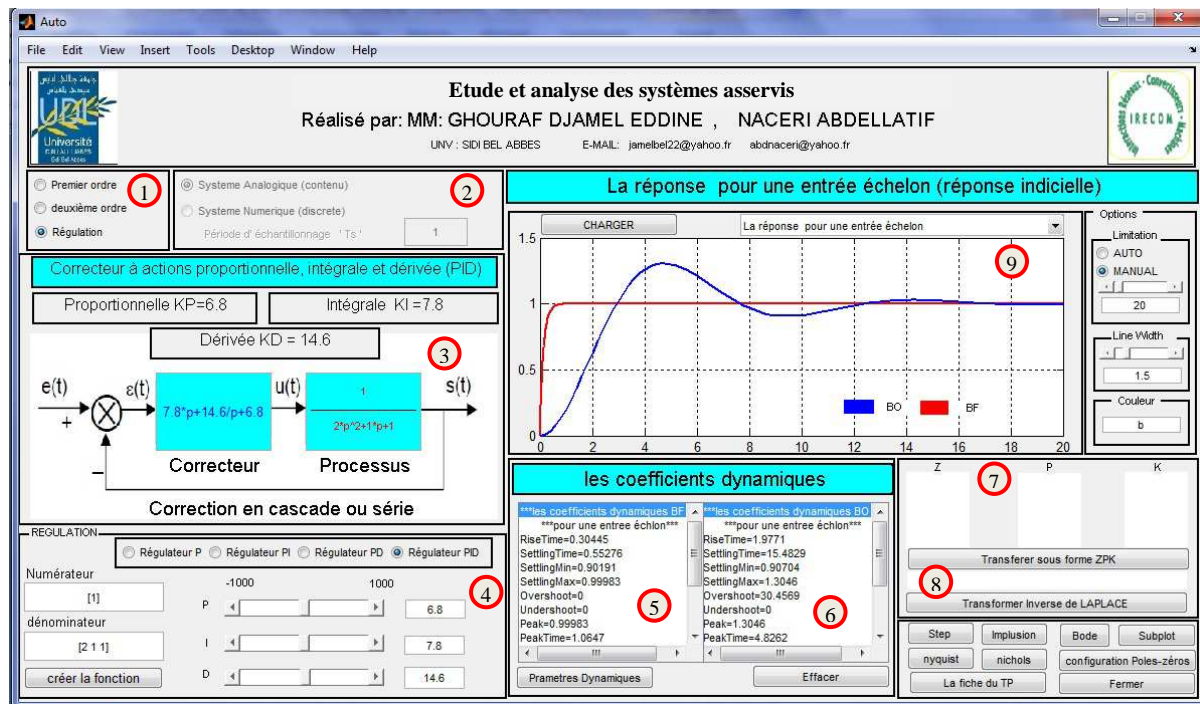 Auto
File Edit View Insert Tools Desktop Window Help
Université
Etude et analyse des systèmes asservis
Réalisé par: MM: GHOURAF DJAMEL EDDINE , NACERI ABDELLATIF
UNV : SIDI BEL ABBES E-MAIL: jamelbel22@yahoo.fr abdnaceri@yahoo.fr
IRECOM
Premier ordre
deuxième ordre
Régulation
1
Systeme Analogique (contenu)
Systeme Numerique (discrete)
Période d' échantillonnage ' Ts '
1
2
La réponse pour une entrée échelon (réponse indicielle)
Correcteur à actions proportionnelle, intégrale et dérivée (PID)
Proportionnelle KP=6.8
Intégrale KI =7.8
Dérivée KD = 14.6
3
e(t)
+
−
ε(t)
7.8*p+14.6/p+6.8
u(t)
1
2*p^2+1*p+1
s(t)
Correcteur
Processus
Correction en cascade ou série
CHARGER
La réponse pour une entrée échelon
9
1.5
1
0.5
0
0 2 4 6 8 10 12 14 16 18 20
BO
BF
Options
Limitation
AUTO
MANUAL
20
Line Width
1.5
Couleur
b
REGULATION
Régulateur P
Régulateur PI
Régulateur PD
Régulateur PID
Numérateur
[1]
dénominateur
[2 1 1]
créer la fonction
-1000
1000
P
6.8
I
7.8
D
14.6
4
les coefficients dynamiques
***les coefficients dynamiques BF
***pour une entree échlon***
RiseTime=0.30445
SettlingTime=0.55276
SettlingMin=0.90191
SettlingMax=0.99983
Overshoot=0
Undershoot=0
Peak=0.99983
PeakTime=1.0647
5
***les coefficients dynamiques BO
***pour une entree échlon***
RiseTime=1.9771
SettlingTime=15.4829
SettlingMin=0.90704
SettlingMax=1.3046
Overshoot=30.4569
Undershoot=0
Peak=1.3046
PeakTime=4.8262
6
Prametres Dynamiques
Effacer
Z
P
K
7
Transferer sous forme ZPK
8
Transformer Inverse de LAPLACE
Step
Implusion
Bode
Subplot
nyquist
nichols
configuration Poles-zéros
La fiche du TP
Fermer